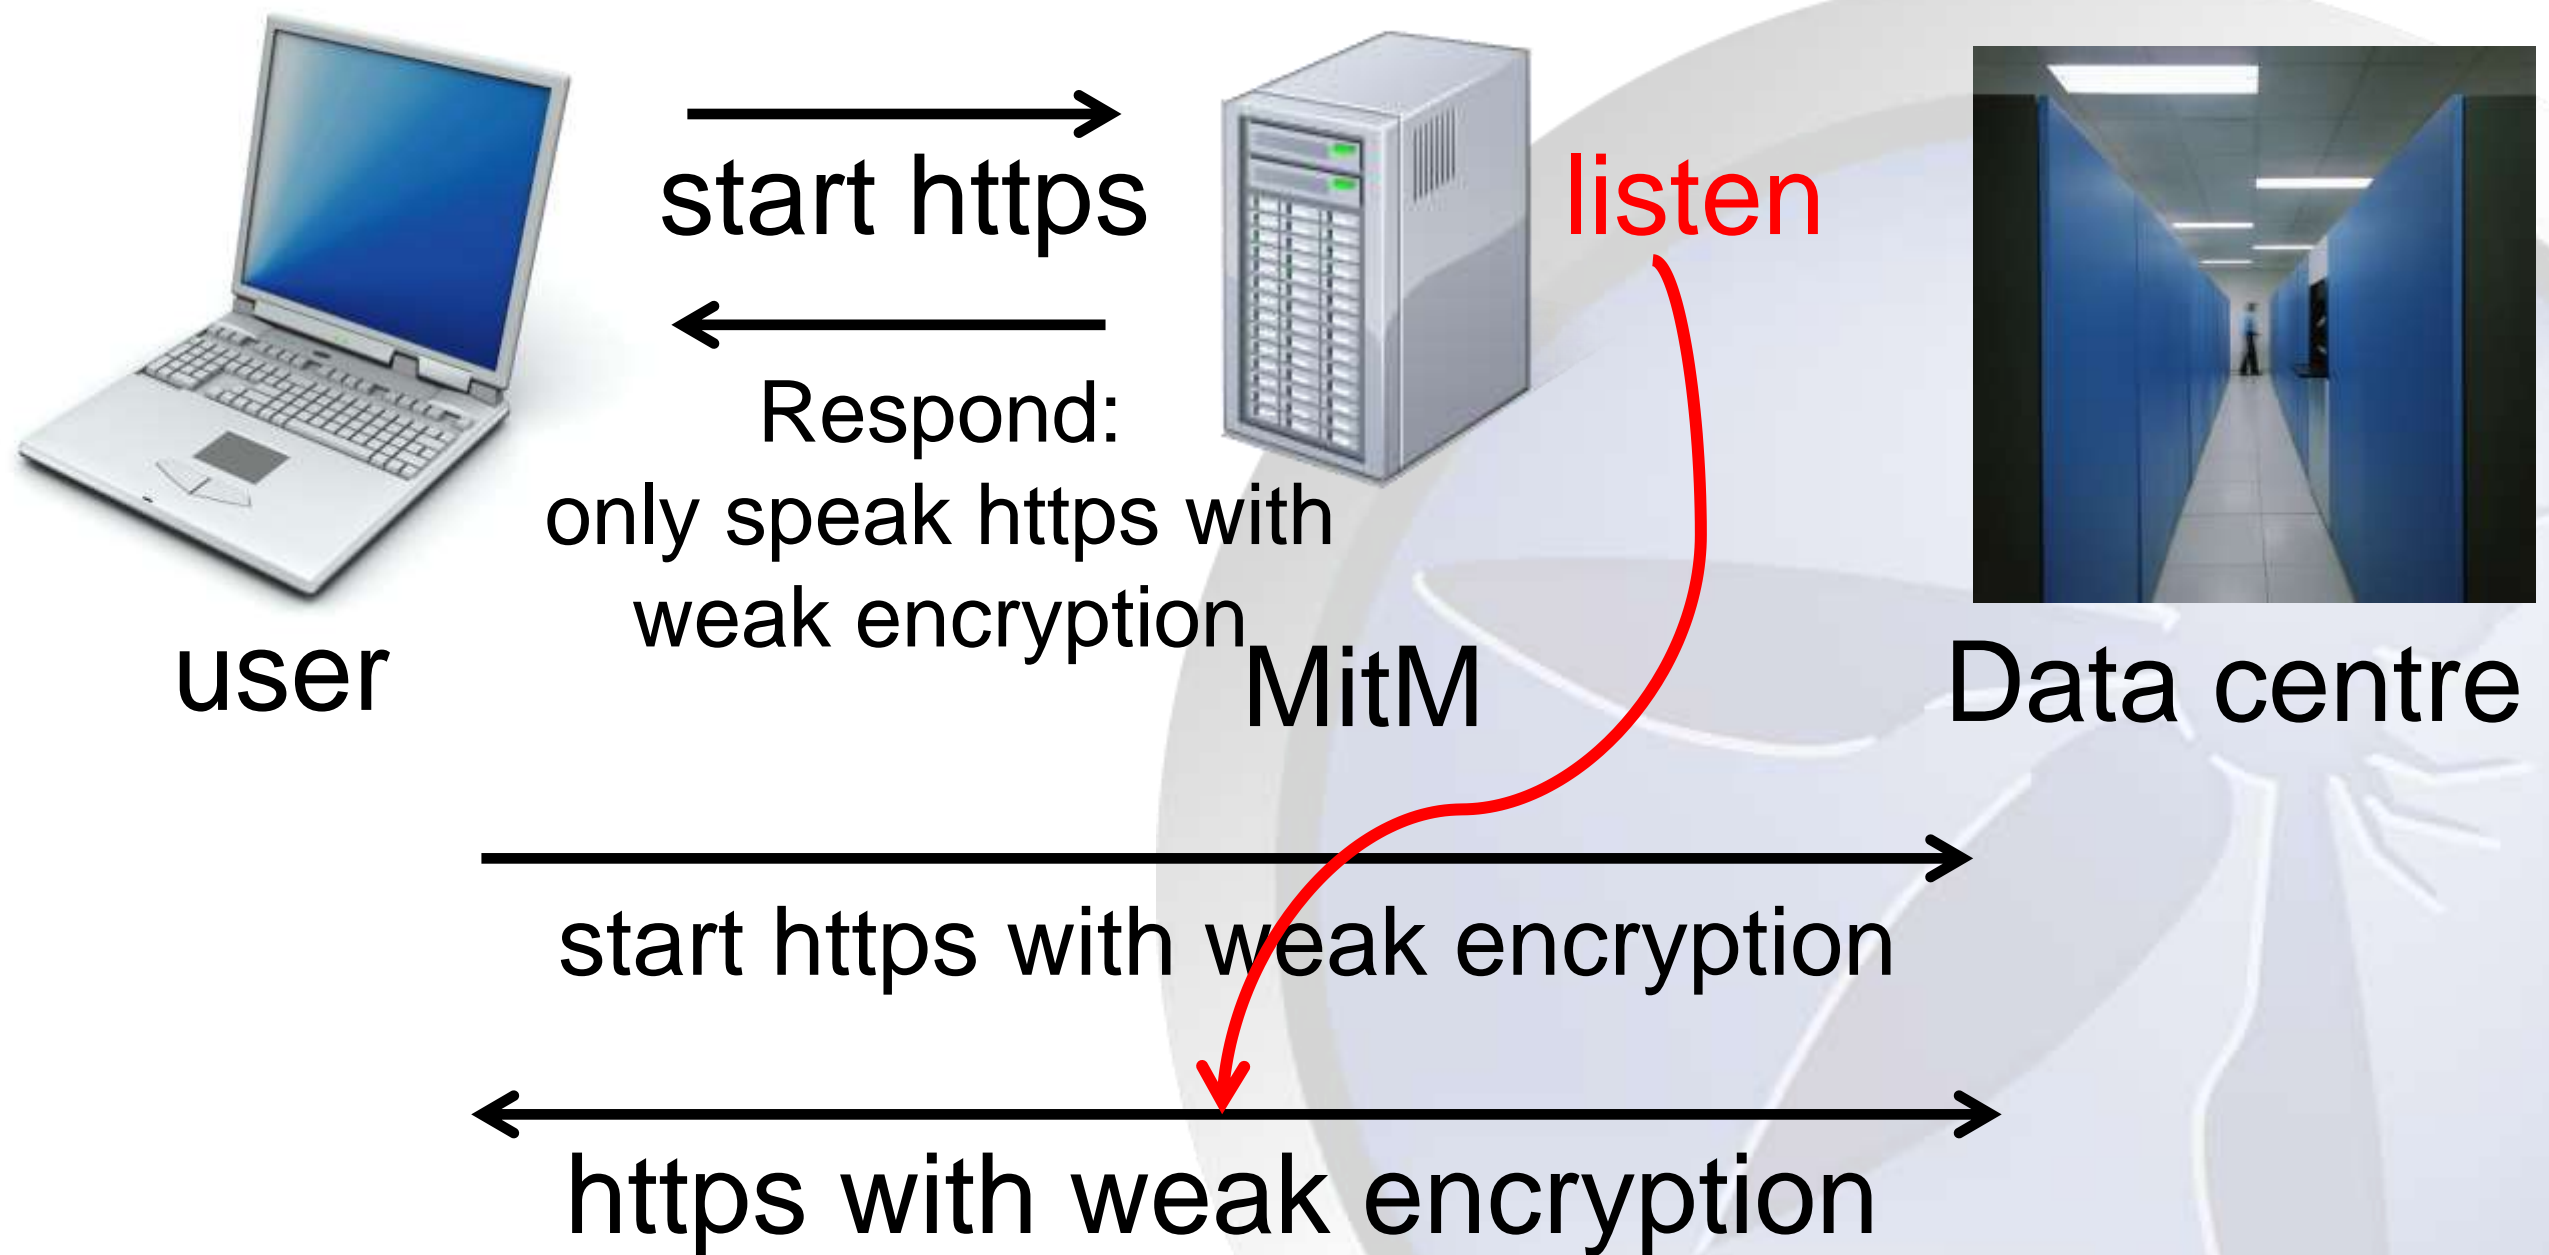 start https
listen
Respond:
only speak https with
weak encryption
user
MitM
Data centre
start https with weak encryption
https with weak encryption